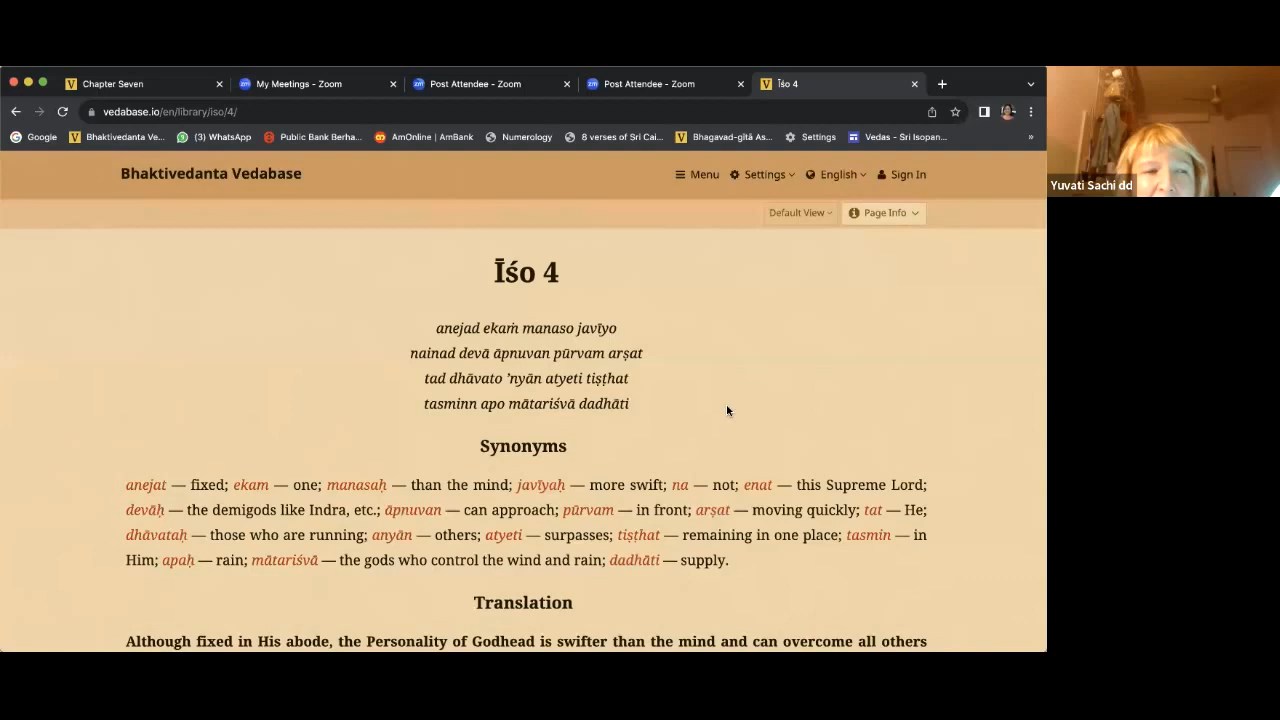 Chapter Seven
My Meetings - Zoom
Post Attendee - Zoom
Post Attendee - Zoom
Īśo 4
vedabase.io/en/library/iso/4/
Google
Bhaktivedanta Ve...
(3) WhatsApp
Public Bank Berha...
AmOnline | AmBank
Numerology
8 verses of Sri Cai...
Bhagavad-gītā As...
Settings
Vedas - Sri Isopan...
»
Bhaktivedanta Vedabase
Menu
Settings
English
Sign In
Yuvati Sachi dd
Default View
Page Info
Īśo 4
anejad ekaṁ manaso javīyo
nainad devā āpnuvan pūrvam arṣat
tad dhāvato ’nyān atyeti tiṣṭhat
tasminn apo mātariśvā dadhāti
Synonyms
anejat — fixed; ekam — one; manasaḥ — than the mind; javīyaḥ — more swift; na — not; enat — this Supreme Lord;
devāḥ — the demigods like Indra, etc.; āpnuvan — can approach; pūrvam — in front; arṣat — moving quickly; tat — He;
dhāvataḥ — those who are running; anyān — others; atyeti — surpasses; tiṣṭhat — remaining in one place; tasmin — in
Him; apaḥ — rain; mātariśvā — the gods who control the wind and rain; dadhāti — supply.
Translation
Although fixed in His abode, the Personality of Godhead is swifter than the mind and can overcome all others